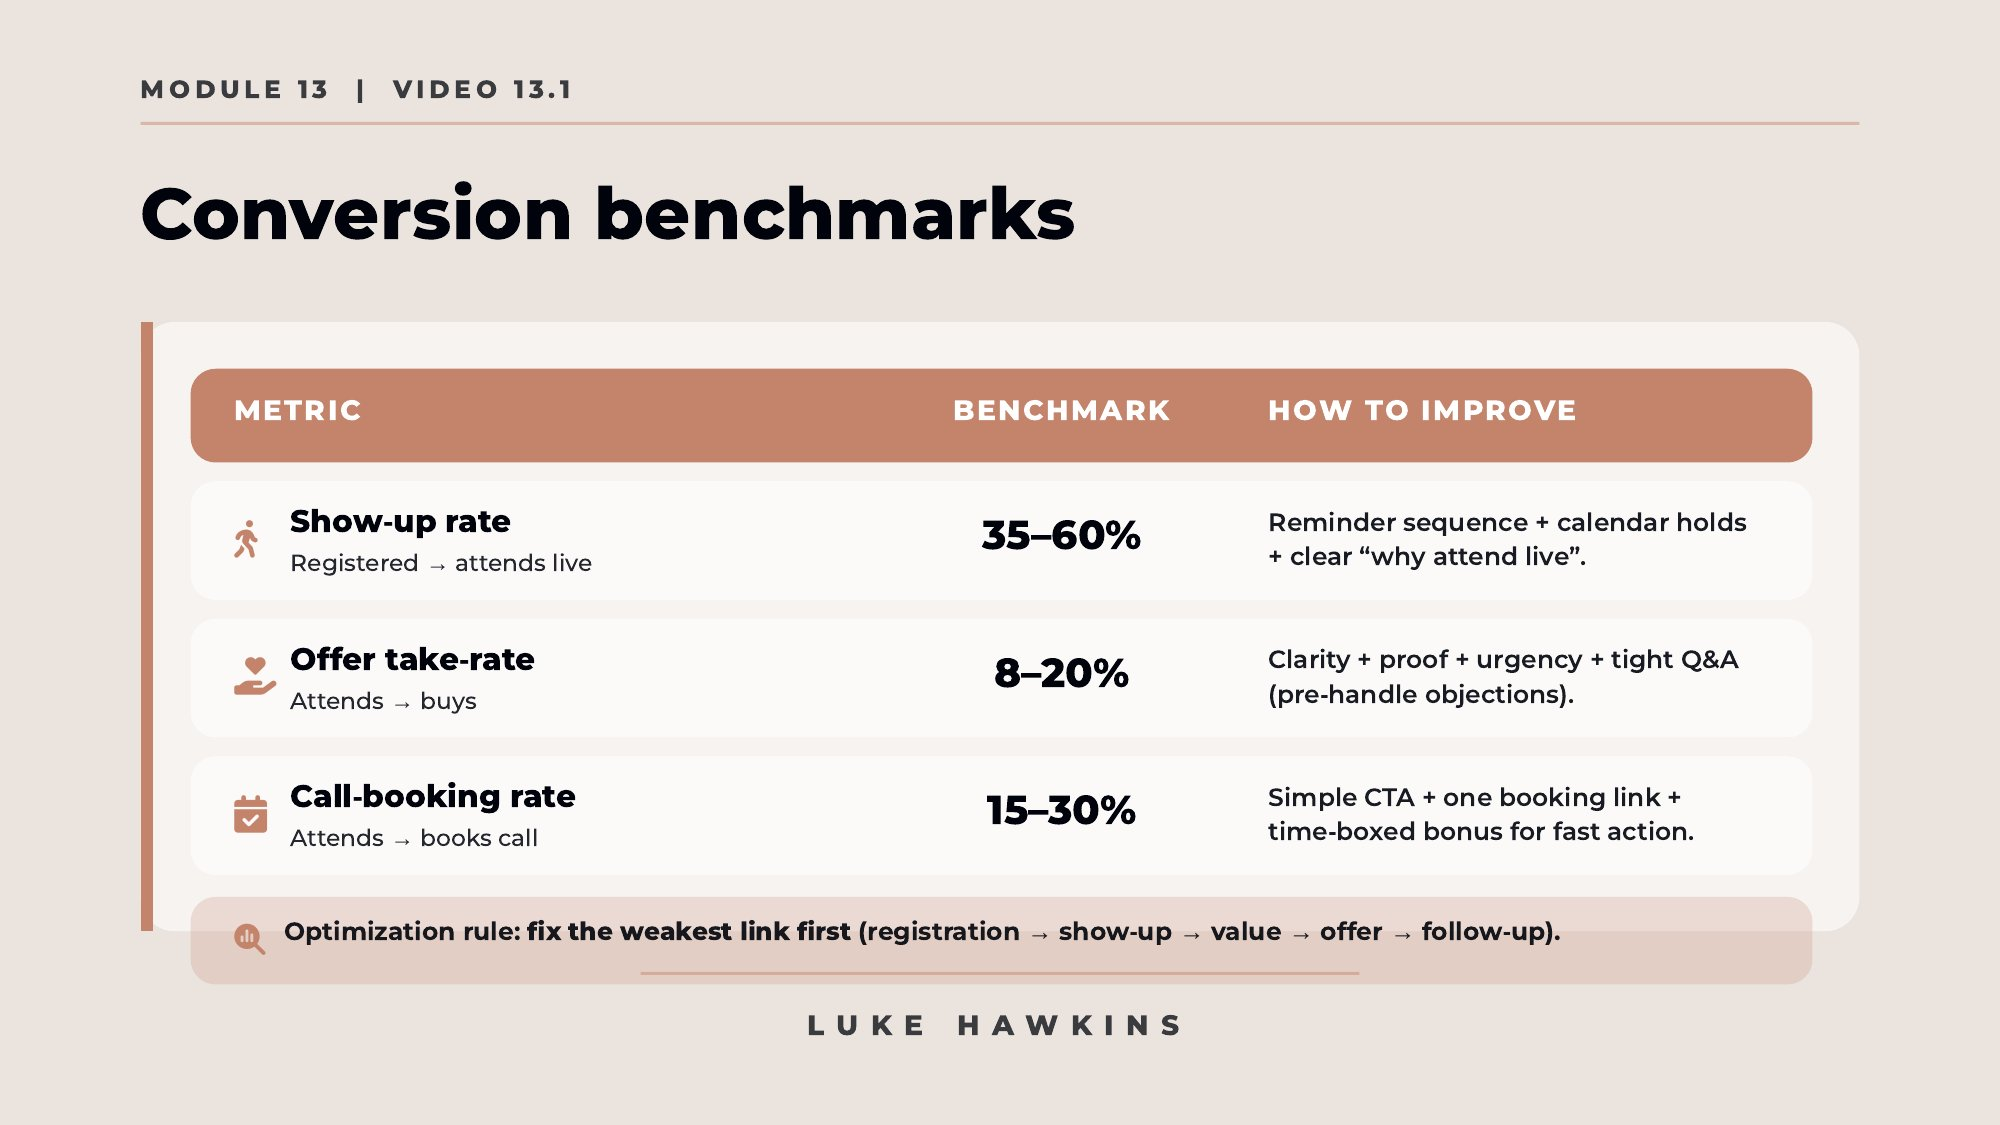 MODULE 13 | VIDEO 13.1
Conversion benchmarks
METRIC BENCHMARK HOW TO IMPROVE
Show-up rate
Registered → attends live
35–60%
Reminder sequence + calendar holds
+ clear “why attend live”.
Offer take-rate
Attends → buys
8–20%
Clarity + proof + urgency + tight Q&A
(pre-handle objections).
Call-booking rate
Attends → books call
15–30%
Simple CTA + one booking link +
time-boxed bonus for fast action.
Optimization rule: fix the weakest link first (registration → show-up → value → offer → follow-up).
LUKE HAWKINS